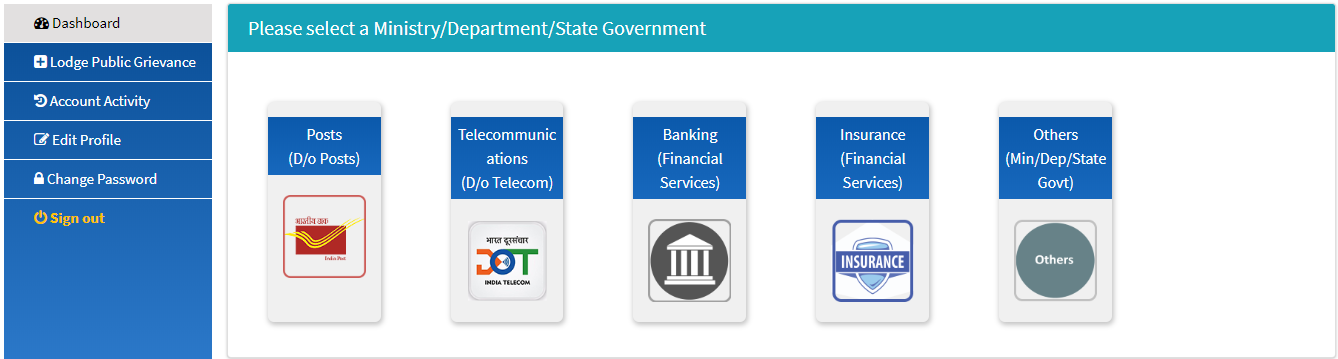 Dashboard
Lodge Public Grievance
Account Activity
Edit Profile
Change Password
Sign out
Please select a Ministry/Department/State Government
Posts
(D/o Posts)
भारतीय डाक
India Post
Telecommunic
ations
(D/o Telecom)
भारत दूरसंचार
DOT
INDIA TELECOM
Banking
(Financial
Services)
Insurance
(Financial
Services)
INSURANCE
Others
(Min/Dep/State
Govt)
Others